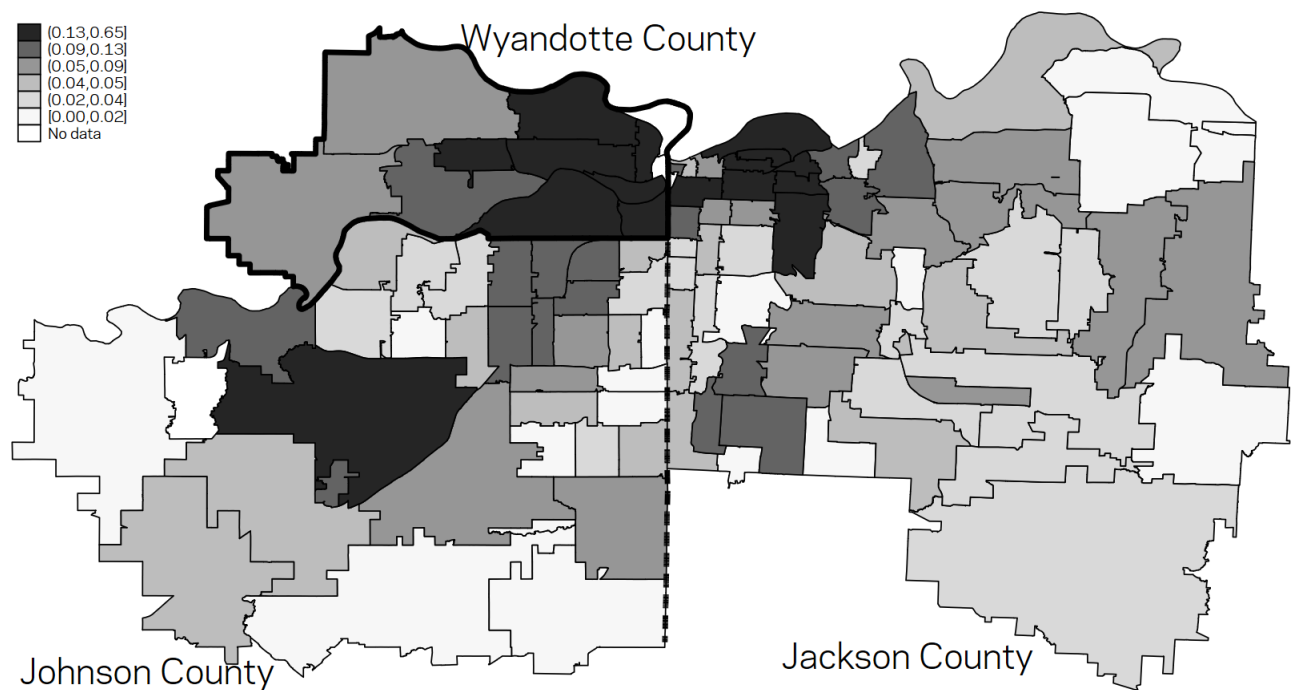 Wyandotte County
(0.13,0.65]
(0.09,0.13]
(0.05,0.09]
(0.04,0.05]
(0.02,0.04]
[0.00,0.02]
No data
Johnson County
Jackson County